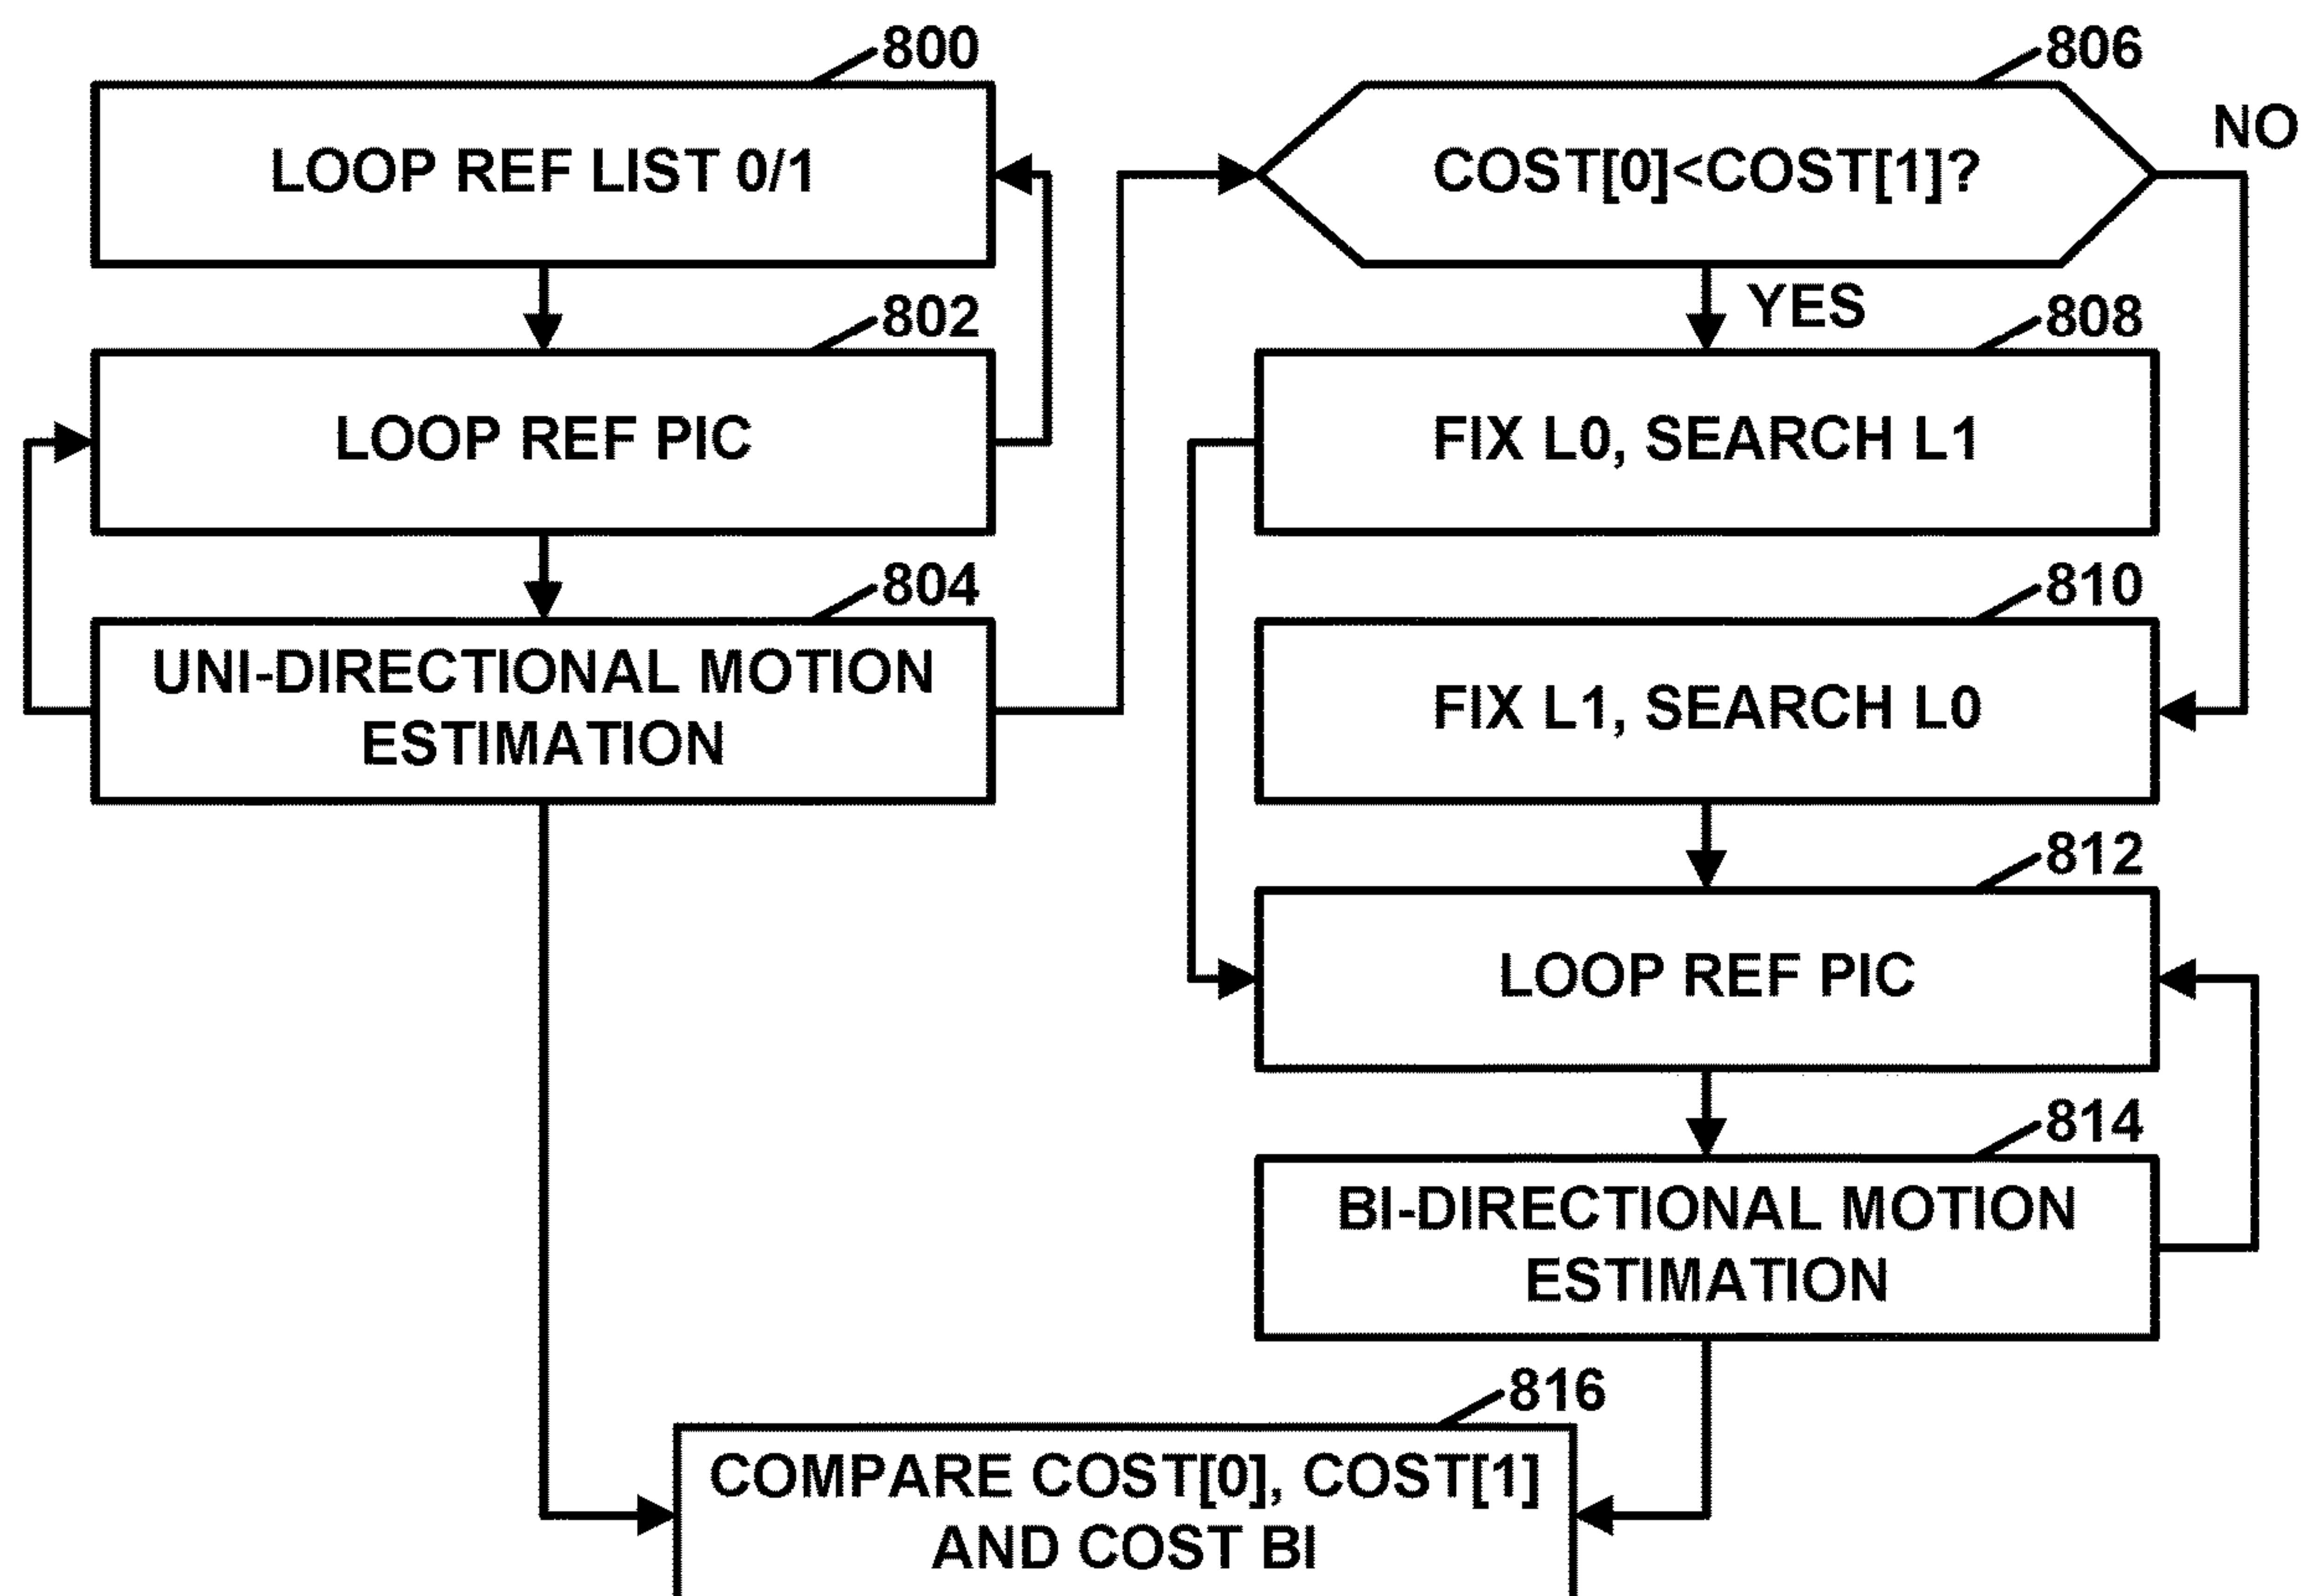 800
LOOP REF LIST 0/1
802
LOOP REF PIC
804
UNI-DIRECTIONAL MOTION
ESTIMATION
806
COST[0]<COST[1]?
NO
YES
808
FIX L0, SEARCH L1
810
FIX L1, SEARCH L0
812
LOOP REF PIC
814
BI-DIRECTIONAL MOTION
ESTIMATION
816
COMPARE COST[0], COST[1]
AND COST BI